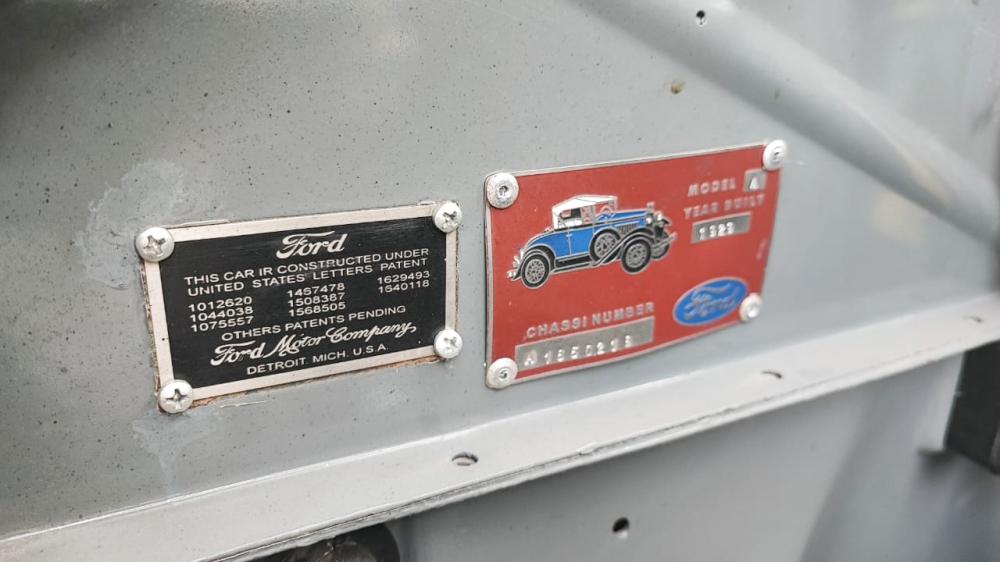 Ford
THIS CAR IR CONSTRUCTED UNDER
UNITED STATES' LETTERS PATENT
1012620 1457478 1629493
1044038 1508387 1540118
1075557 1568505
OTHERS PATENTS PENDING
Ford Motor Company,
DETROIT. MICH. U.S.A.
MODEL A
YEAR BUILT
CHASSI NUMBER
Ford